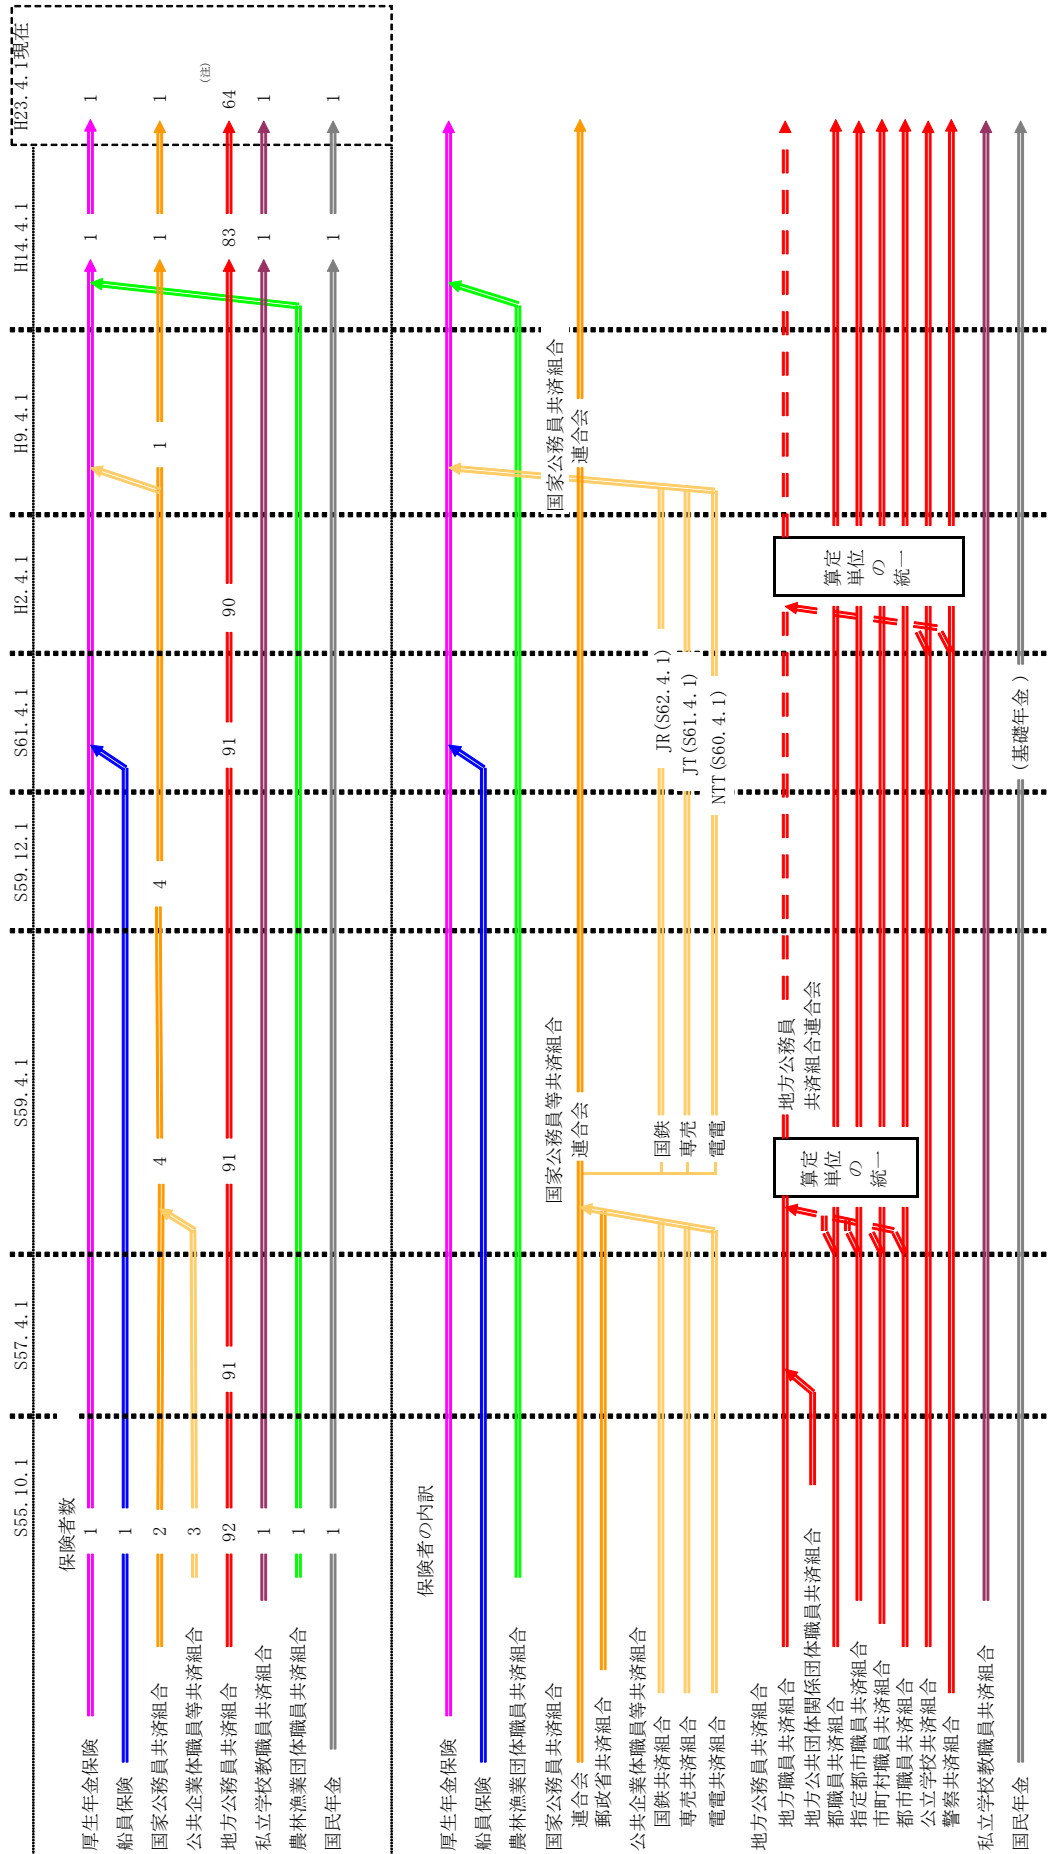 S55.10.1
S57.4.1
S59.4.1
S59.12.1
S61.4.1
H2.4.1
H9.4.1
H14.4.1
H23.4.1現在
保険者数
厚生年金保険
1
1
1
船員保険
1
国家公務員共済組合
2
4
4
1
1
1
公共企業体職員等共済組合
3
地方公務員共済組合
92
91
91
91
90
83
64
(注)
私立学校教職員共済組合
1
1
1
農林漁業団体職員共済組合
1
国民年金
1
1
1
保険者の内訳
厚生年金保険
船員保険
農林漁業団体職員共済組合
国家公務員共済組合
連合会
国家公務員等共済組合
連合会
国家公務員共済組合
連合会
郵政省共済組合
公共企業体職員等共済組合
国鉄共済組合
国鉄
JR(S62.4.1)
専売共済組合
専売
JT(S61.4.1)
電電共済組合
電電
NTT(S60.4.1)
地方公務員共済組合
地方職員共済組合
地方公務員
共済組合連合会
地方公共団体関係団体職員共済組合
都職員共済組合
指定都市職員共済組合
市町村職員共済組合
都市職員共済組合
公立学校共済組合
警察共済組合
算定
単位
の
統一
算定
単位
の
統一
私立学校教職員共済組合
国民年金
(基礎年金)